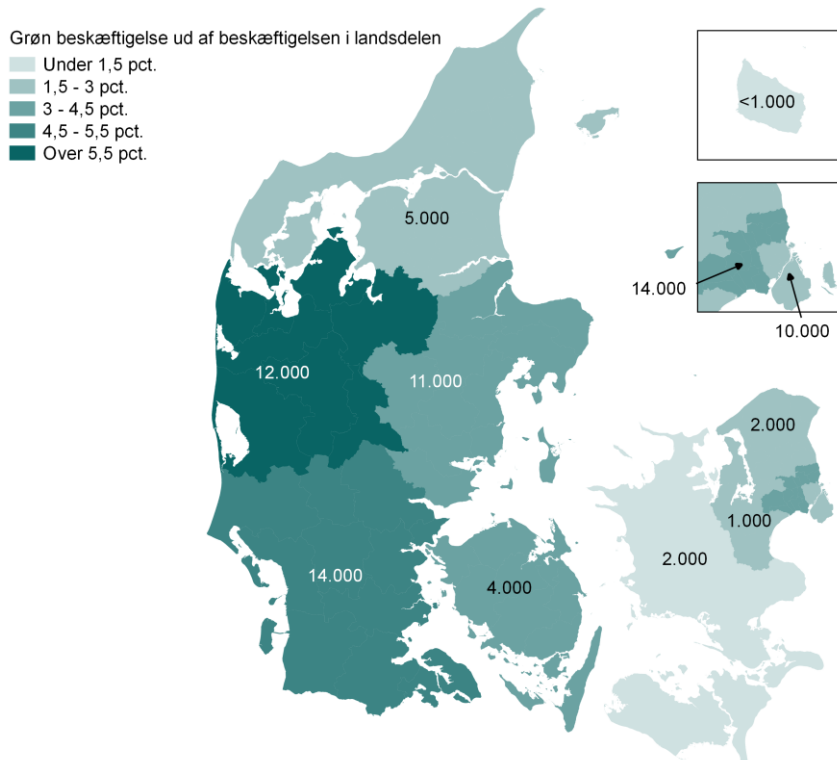 Grøn beskæftigelse ud af beskæftigelsen i landsdelen
Under 1,5 pct.
1,5 - 3 pct.
3 - 4,5 pct.
4,5 - 5,5 pct.
Over 5,5 pct.
<1.000
5.000
14.000
10.000
12.000
11.000
2.000
1.000
2.000
14.000
4.000